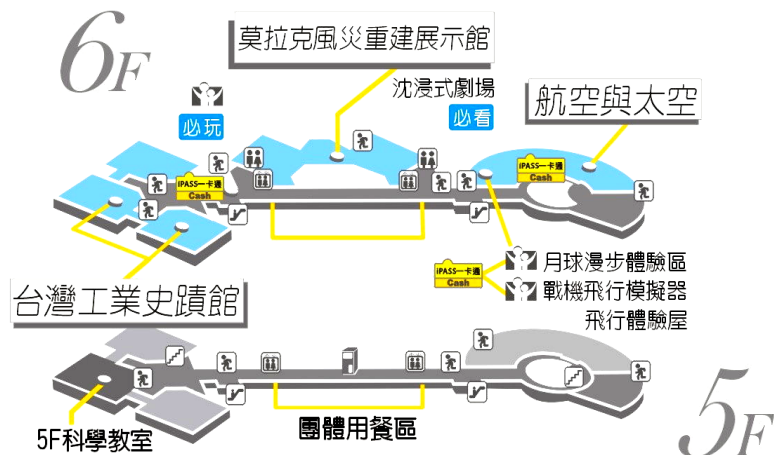 6F
莫拉克風災重建展示館
沈浸式劇場
必看
航空與太空
必玩
iPASS一卡通
Cash
iPASS一卡通
Cash
iPASS一卡通
Cash
月球漫步體驗區
戰機飛行模擬器
飛行體驗屋
台灣工業史蹟館
5F科學教室
團體用餐區
5F